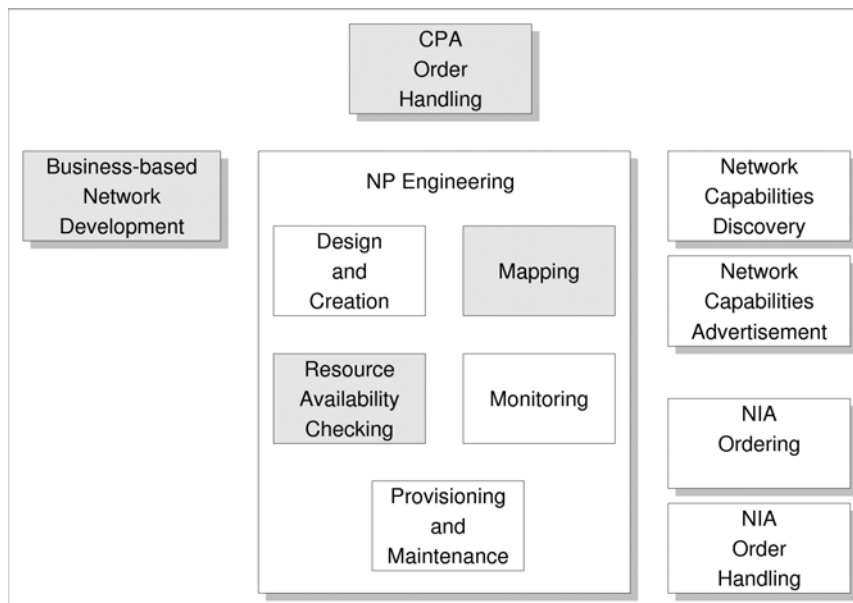 CPA
Order
Handling
Business-based
Network
Development
NP Engineering
Design
and
Creation
Mapping
Resource
Availability
Checking
Monitoring
Provisioning
and
Maintenance
Network
Capabilities
Discovery
Network
Capabilities
Advertisement
NIA
Ordering
NIA
Order
Handling